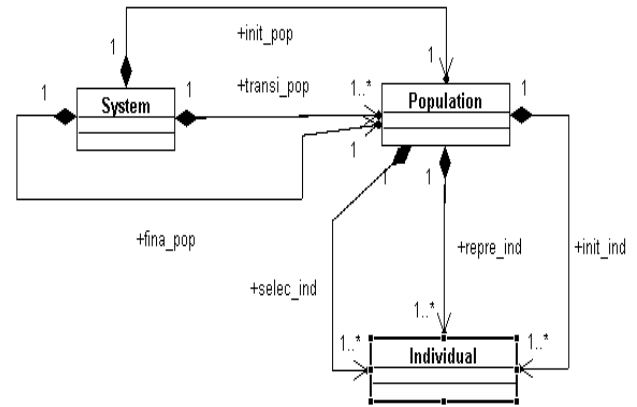 +init_pop
1
1
1
System
1
+transi_pop
1..*
Population
1
1
1
1
+fina_pop
+repre_ind
+init_ind
+selec_ind
1..*
1..*
1..*
Individual